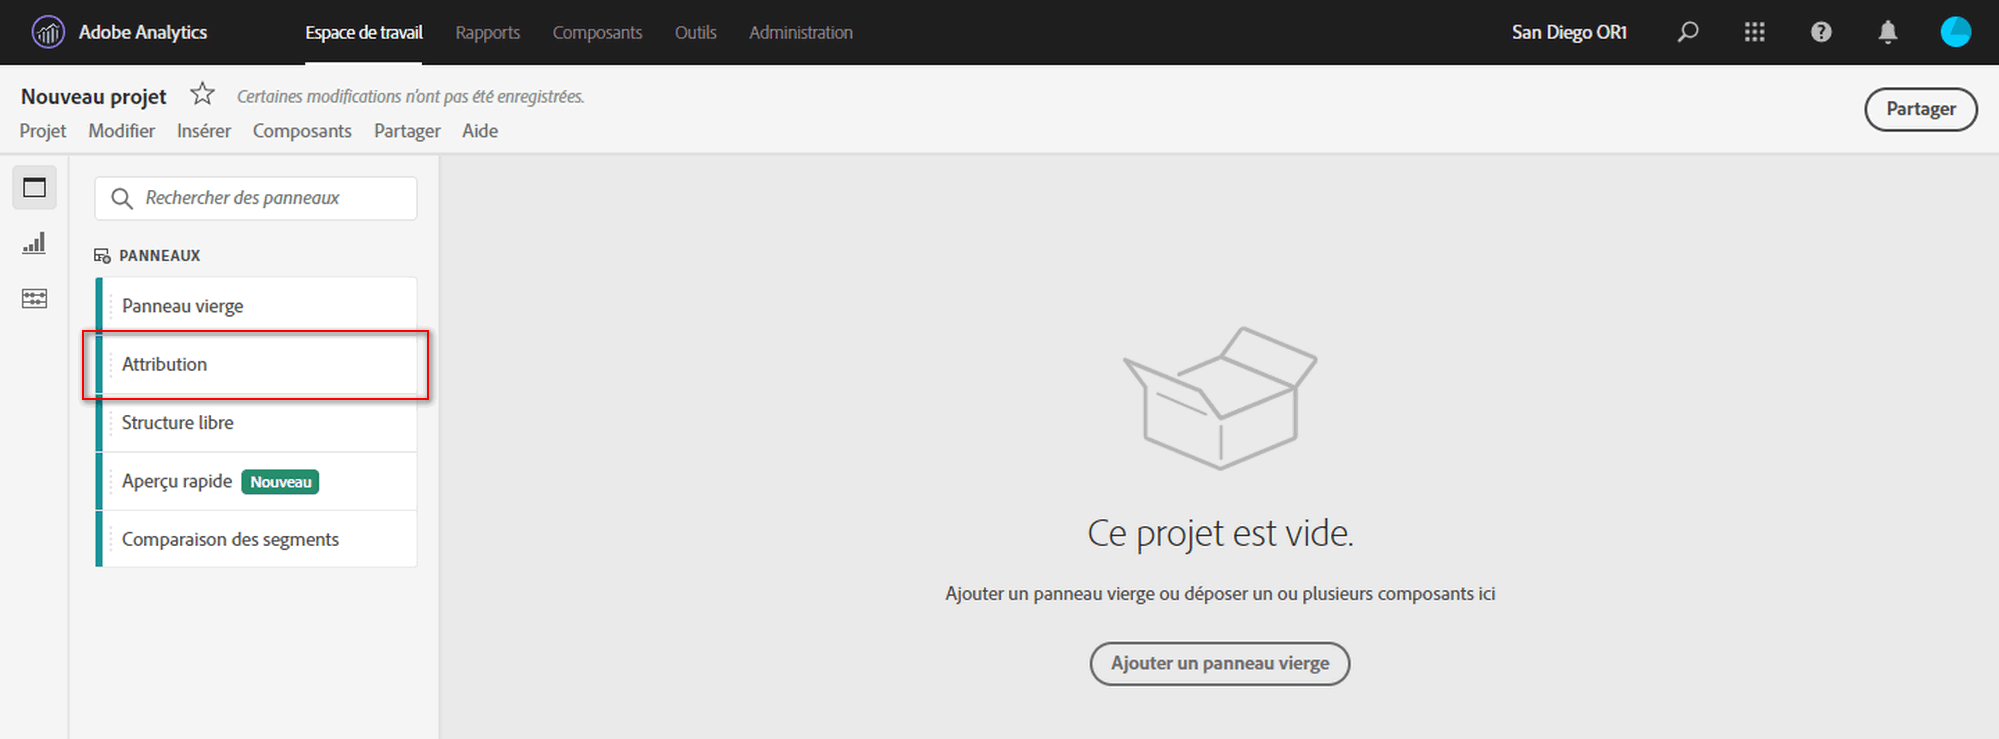 Adobe Analytics Espace de travail Rapports Composants Outils Administration San Diego OR1
Nouveau projet Certaines modifications n'ont pas été enregistrées.
Partager
Projet Modifier Insérer Composants Partager Aide
Rechercher des panneaux
PANNEAUX
Panneau vierge
Attribution
Structure libre
Aperçu rapide Nouveau
Comparaison des segments
Ce projet est vide.
Ajouter un panneau vierge ou déposer un ou plusieurs composants ici
Ajouter un panneau vierge